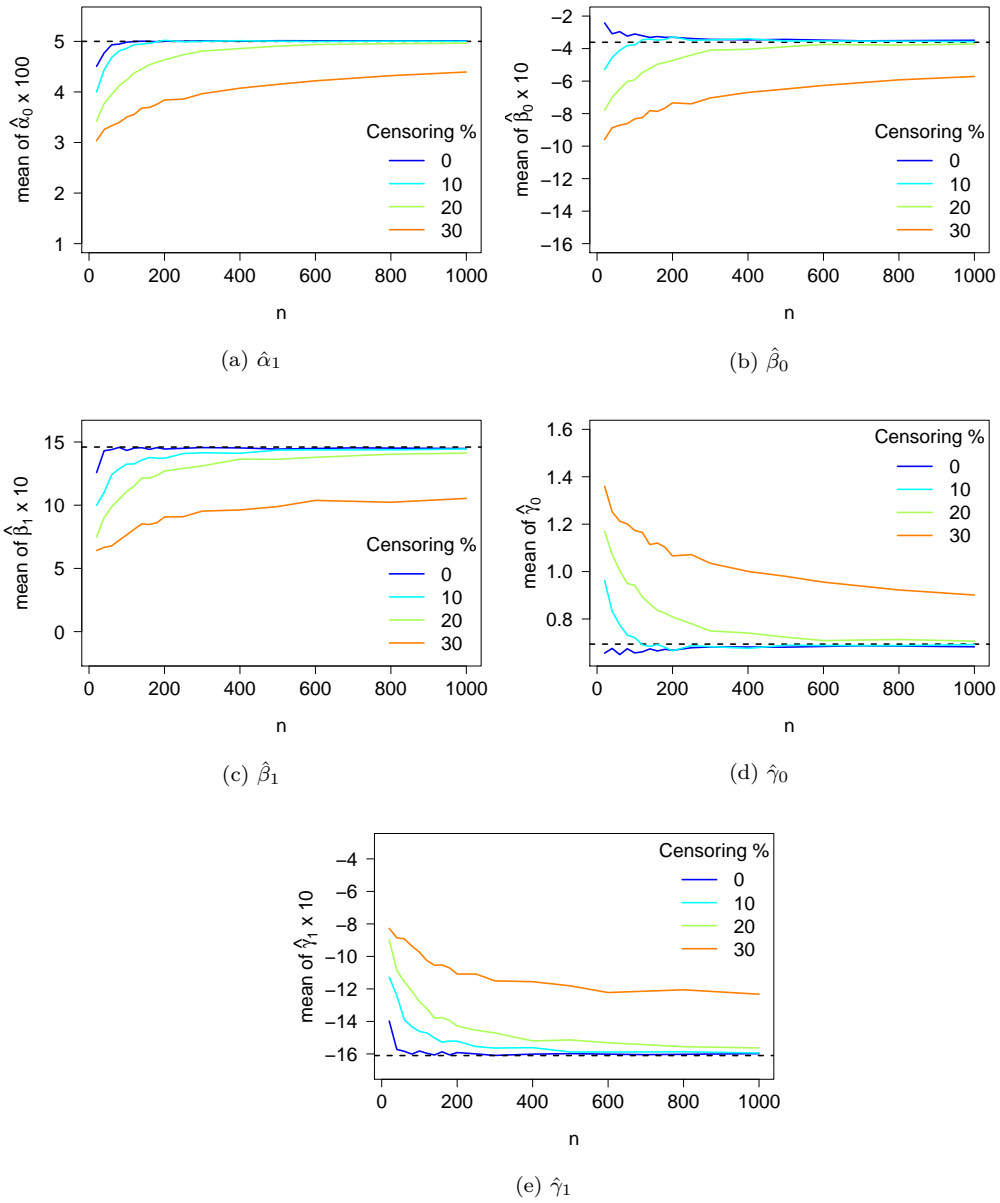 mean of α̂0 x 100
5
4
3
2
1
Censoring %
0
10
20
30
0 200 400 600 800 1000
n
(a) α̂1
mean of β̂0 x 10
−2
−4
−6
−8
−10
−12
−14
−16
Censoring %
0
10
20
30
0 200 400 600 800 1000
n
(b) β̂0
mean of β̂1 x 10
15
10
5
0
Censoring %
0
10
20
30
0 200 400 600 800 1000
n
(c) β̂1
mean of γ̂0
1.6
1.4
1.2
1.0
0.8
Censoring %
0
10
20
30
0 200 400 600 800 1000
n
(d) γ̂0
mean of γ̂1 x 10
−4
−6
−8
−10
−12
−14
−16
Censoring %
0
10
20
30
0 200 400 600 800 1000
n
(e) γ̂1